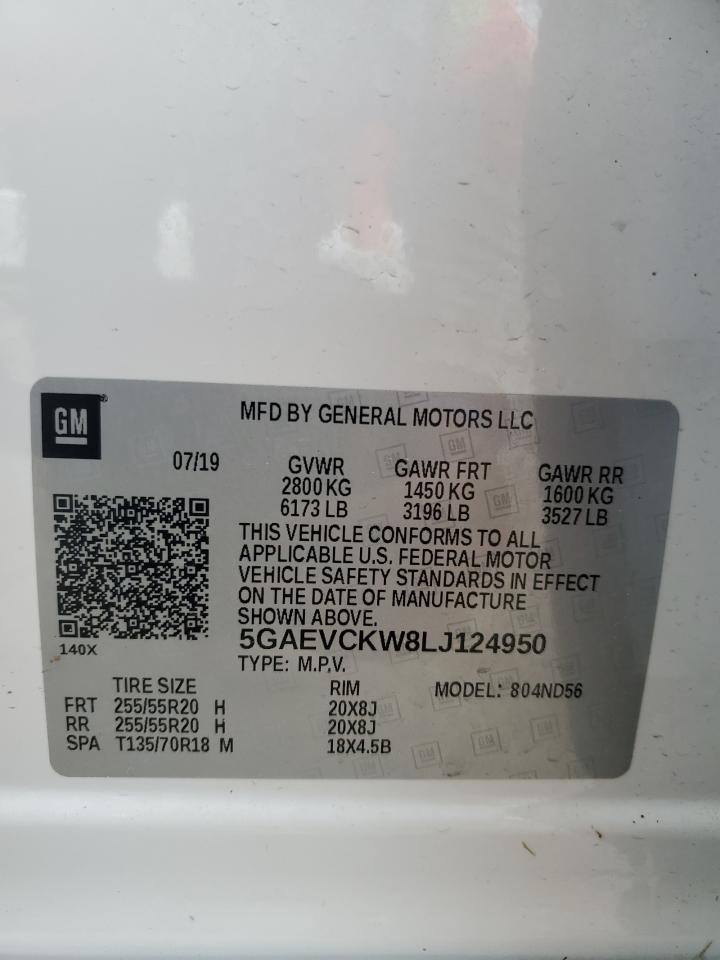 GM
MFD BY GENERAL MOTORS LLC
07/19
GVWR
2800 KG
6173 LB
GAWR FRT
1450 KG
3196 LB
GAWR RR
1600 KG
3527 LB
THIS VEHICLE CONFORMS TO ALL
APPLICABLE U.S. FEDERAL MOTOR
VEHICLE SAFETY STANDARDS IN EFFECT
ON THE DATE OF MANUFACTURE
SHOWN ABOVE.
140X
5GAEVCKW8LJ124950
TYPE: M.P.V.
TIRE SIZE RIM MODEL: 804ND56
FRT 255/55R20 H 20X8J
RR 255/55R20 H 20X8J
SPA T135/70R18 M 18X4.5B